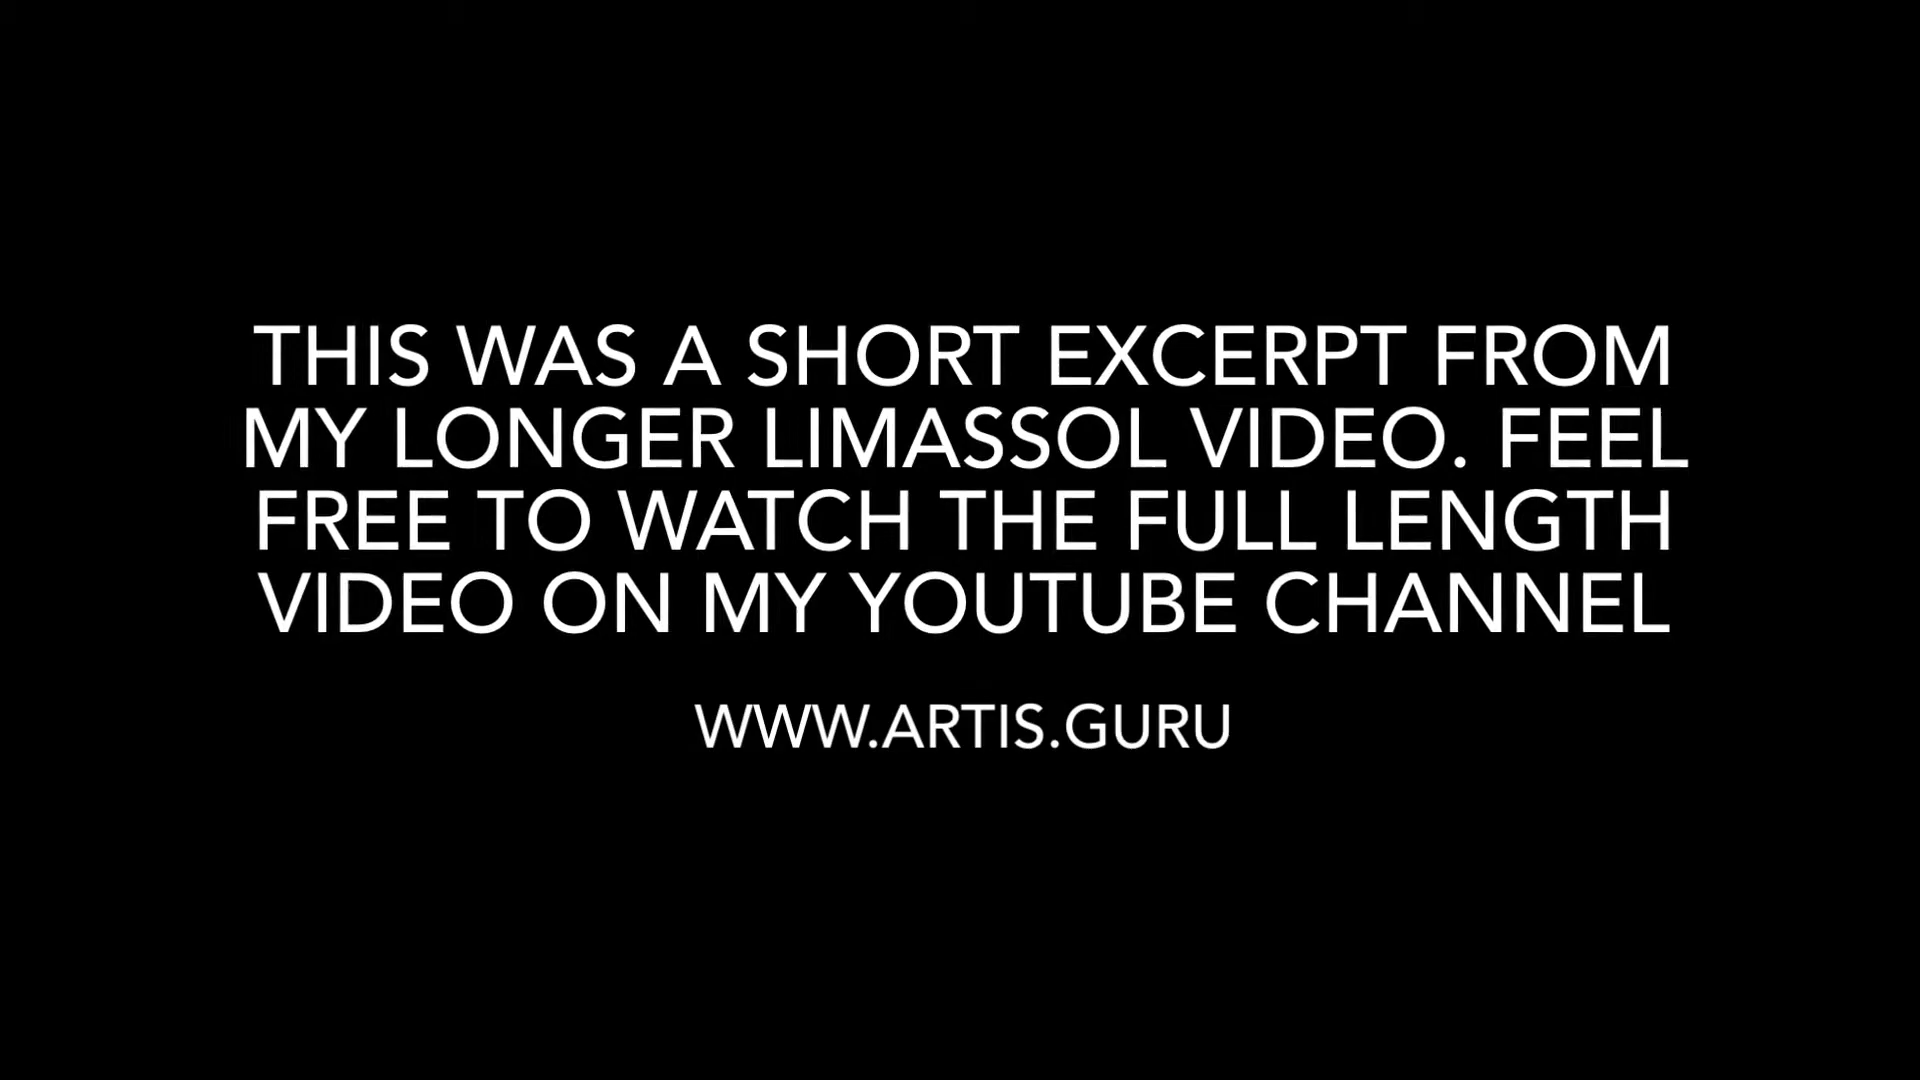 THIS WAS A SHORT EXCERPT FROM
MY LONGER LIMASSOL VIDEO. FEEL
FREE TO WATCH THE FULL LENGTH
VIDEO ON MY YOUTUBE CHANNEL
WWW.ARTIS.GURU